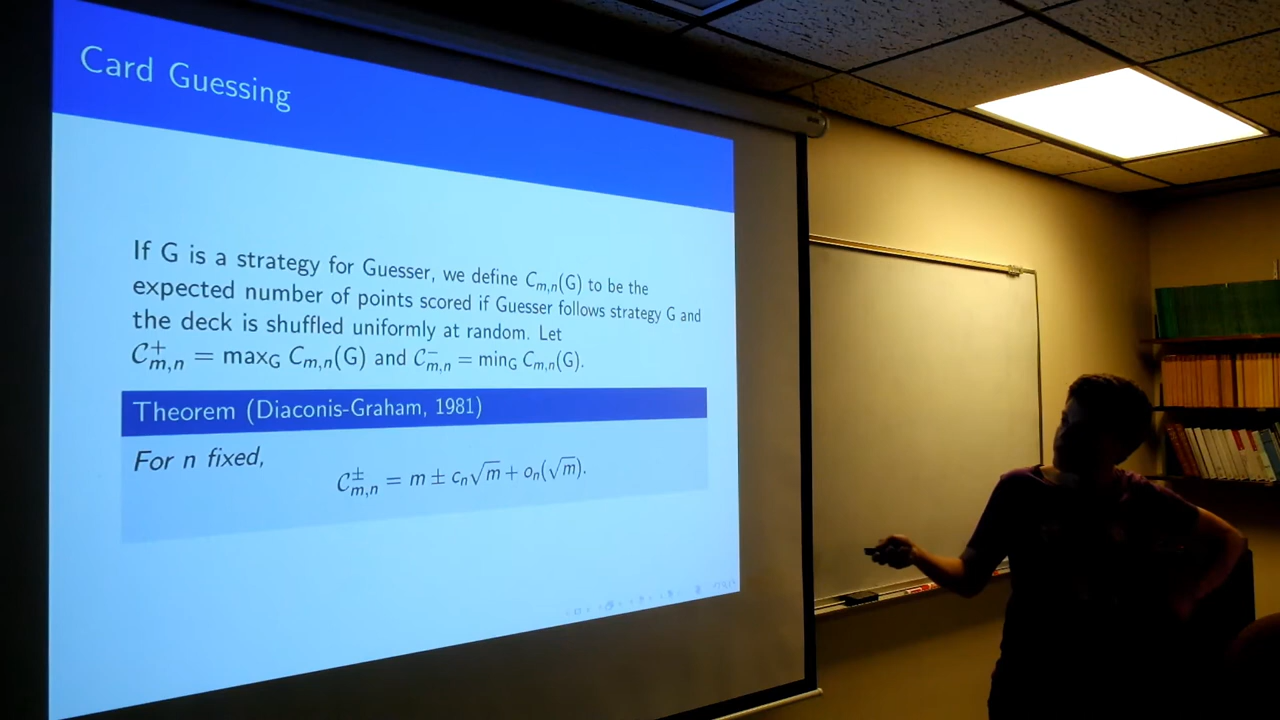 Card Guessing
If G is a strategy for Guesser, we define C_{m,n}(G) to be the
expected number of points scored if Guesser follows strategy G and
the deck is shuffled uniformly at random. Let
𝒞^+_{m,n} = max_G C_{m,n}(G) and 𝒞^-_{m,n} = min_G C_{m,n}(G).
Theorem (Diaconis-Graham, 1981)
For n fixed,
𝒞^±_{m,n} = m ± c_n√m + o_n(√m).